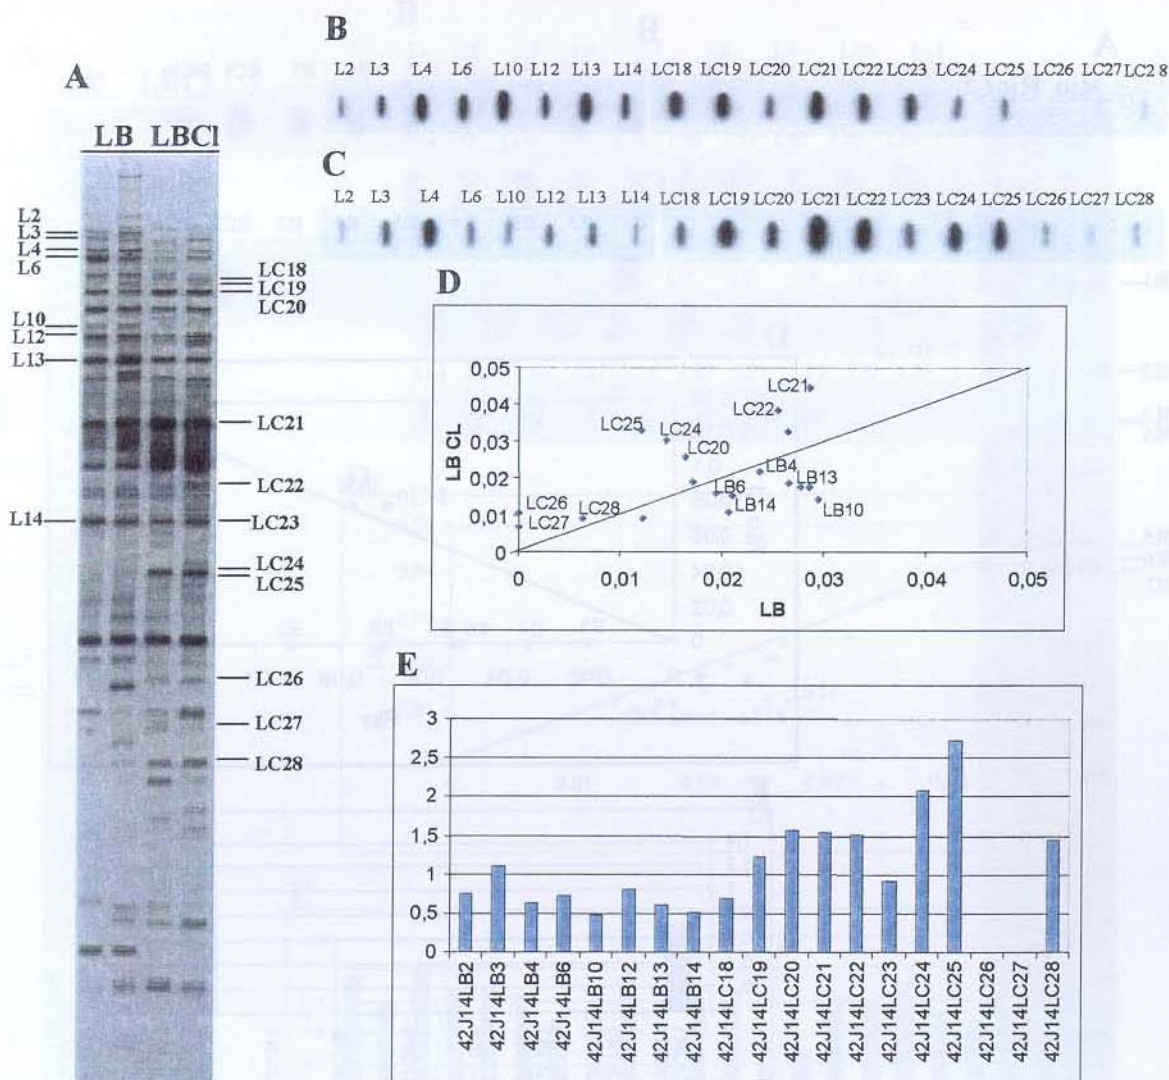 B
L2 L3 L4 L6 L10 L12 L13 L14 LC18 LC19 LC20 LC21 LC22 LC23 LC24 LC25 LC26 LC27 LC2 8
A
LB LBCl
L2
L3
L4
L6
L10
L12
L13
L14
LC18
LC19
LC20
LC21
LC22
LC23
LC24
LC25
LC26
LC27
LC28
C
L2 L3 L4 L6 L10 L12 L13 L14 LC18 LC19 LC20 LC21 LC22 LC23 LC24 LC25 LC26 LC27 LC28
D
LB CL
0,05
0,04
0,03
0,02
0,01
0
LC21
LC22
LC25
LC24
LC20
LB4
LB6
LB13
LB14
LB10
LC26
LC28
LC27
0 0,01 0,02 0,03 0,04 0,05
LB
E
3
2,5
2
1,5
1
0,5
0
42J14LB2
42J14LB3
42J14LB4
42J14LB6
42J14LB10
42J14LB12
42J14LB13
42J14LB14
42J14LC18
42J14LC19
42J14LC20
42J14LC21
42J14LC22
42J14LC23
42J14LC24
42J14LC25
42J14LC26
42J14LC27
42J14LC28